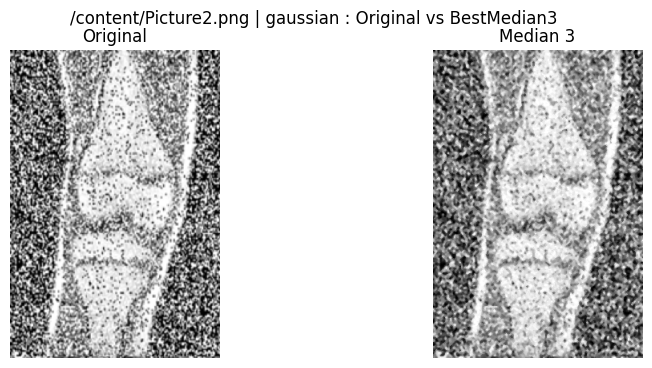 /content/Picture2.png | gaussian : Original vs BestMedian3
Original
Median 3